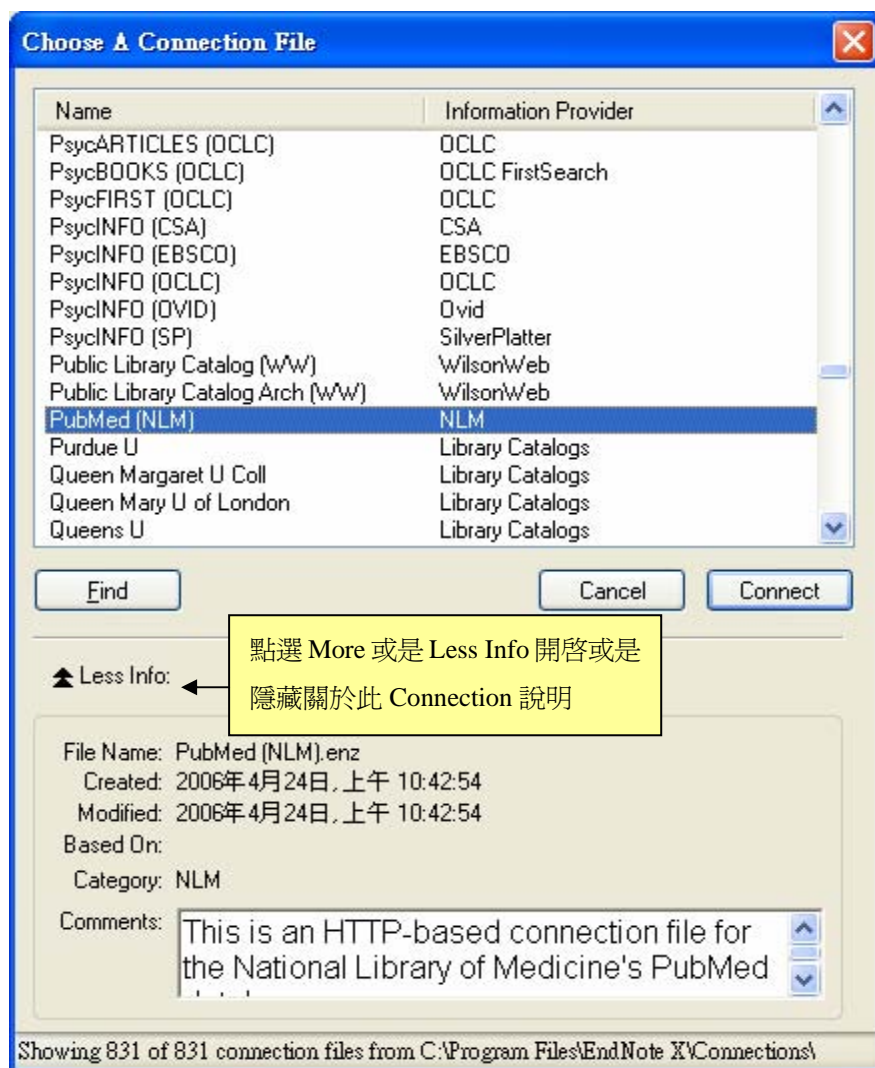 Choose A Connection File
Name Information Provider
PsycARTICLES (OCLC) OCLC
PsycBOOKS (OCLC) OCLC FirstSearch
PsycFIRST (OCLC) OCLC
PsycINFO (CSA) CSA
PsycINFO (EBSCO) EBSCO
PsycINFO (OCLC) OCLC
PsycINFO (OVID) Ovid
PsycINFO (SP) SilverPlatter
Public Library Catalog (WW) WilsonWeb
Public Library Catalog Arch (WW) WilsonWeb
PubMed (NLM) NLM
Purdue U Library Catalogs
Queen Margaret U Coll Library Catalogs
Queen Mary U of London Library Catalogs
Queens U Library Catalogs
Find Cancel Connect
點選 More 或是 Less Info 開啓或是
隱藏關於此 Connection 說明
Less Info:
File Name: PubMed (NLM).enz
Created: 2006年4月24日, 上午 10:42:54
Modified: 2006年4月24日, 上午 10:42:54
Based On:
Category: NLM
Comments: This is an HTTP-based connection file for
the National Library of Medicine's PubMed
Showing 831 of 831 connection files from C:\Program Files\EndNote X\Connections\